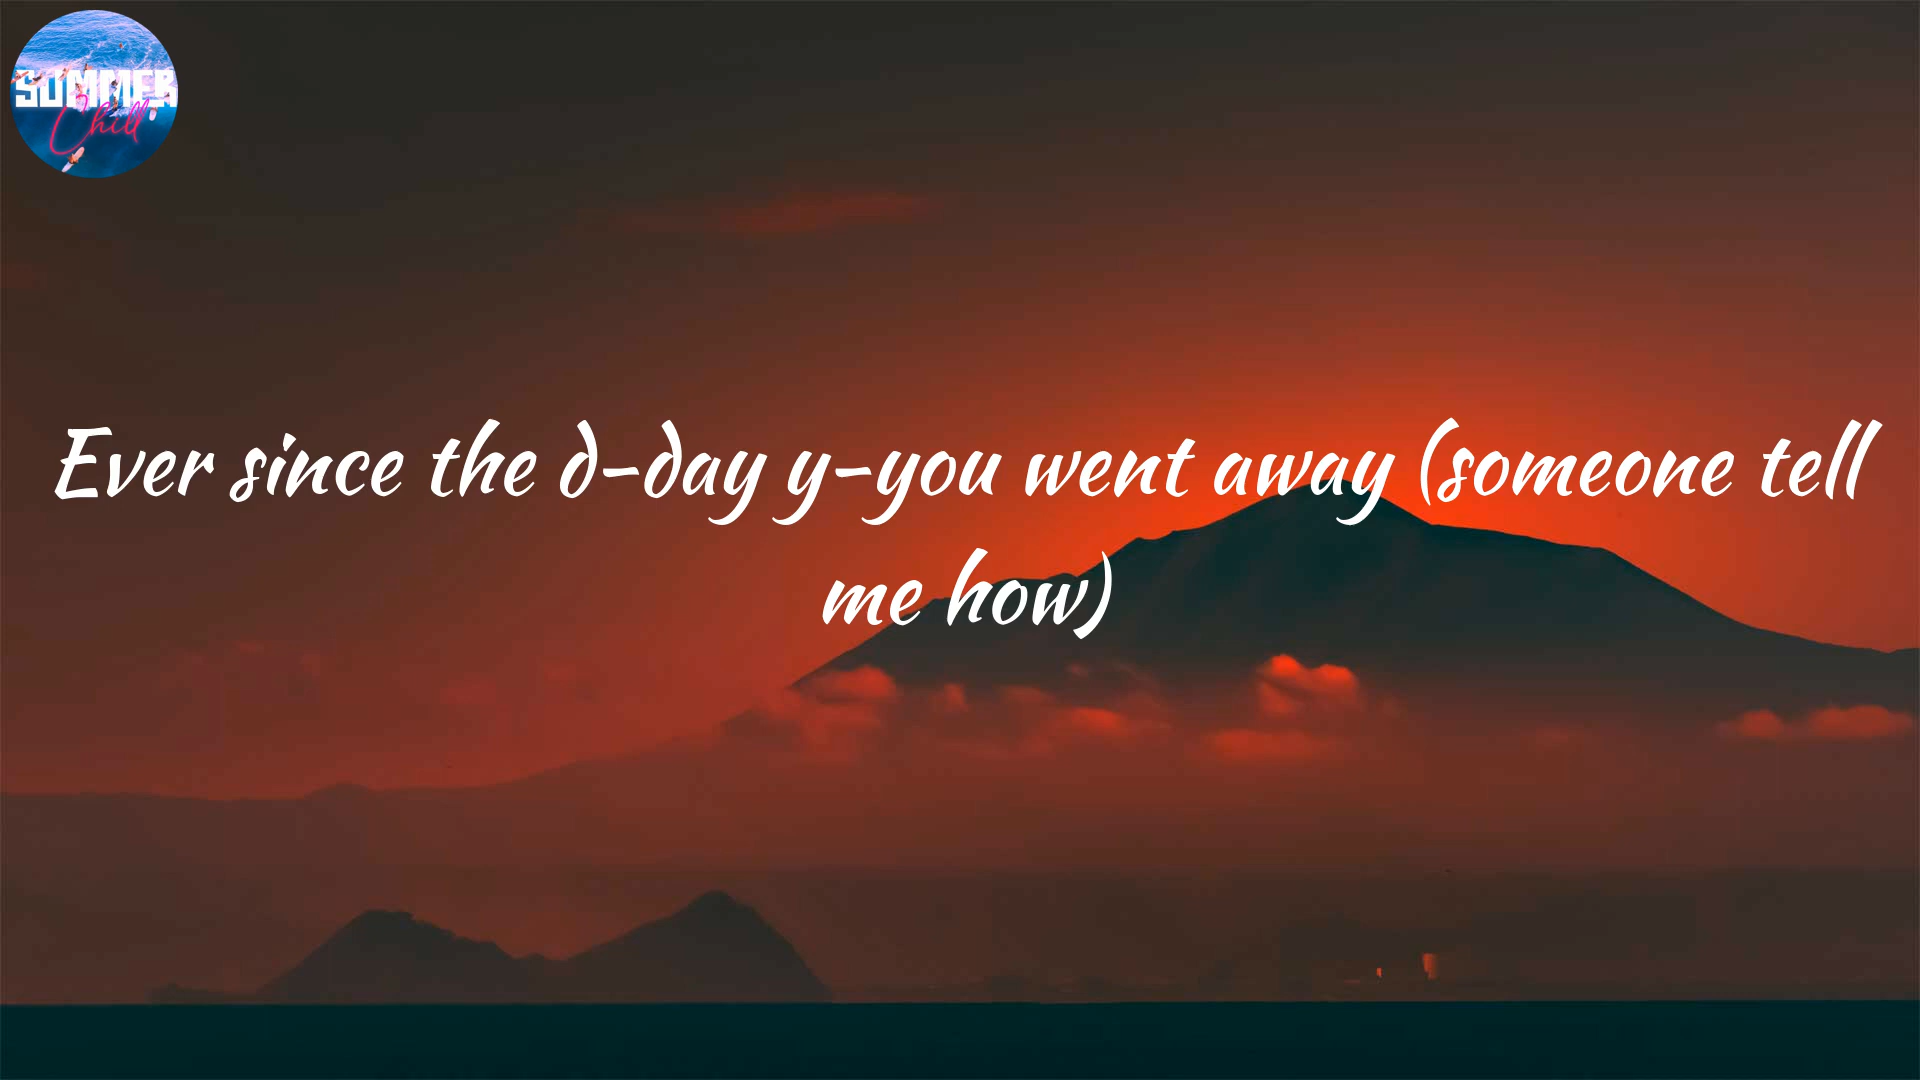 SUMMER
Chill
Ever since the d-day y-you went away (someone tell
me how)